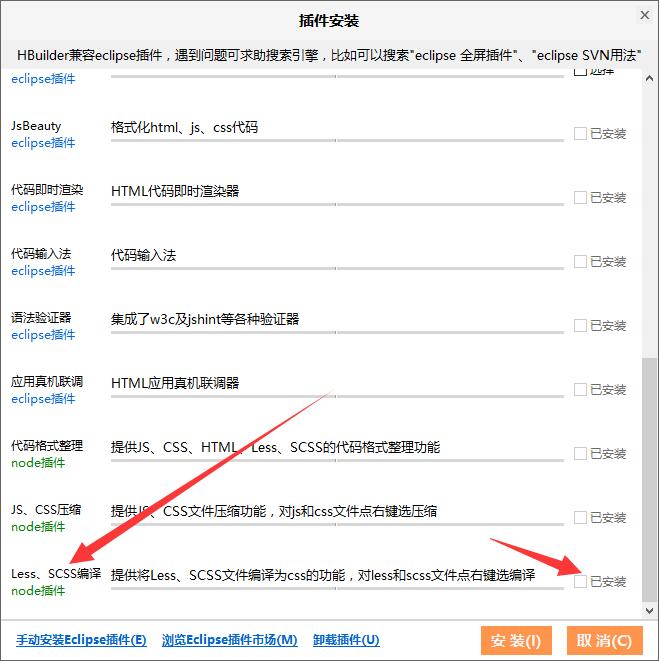 插件安装
HBuilder兼容eclipse插件，遇到问题可求助搜索引擎，比如可以搜索"eclipse 全屏插件"、"eclipse SVN用法"
eclipse插件
选择
JsBeauty
格式化html、js、css代码
已安装
eclipse插件
代码即时渲染
HTML代码即时渲染器
已安装
eclipse插件
代码输入法
代码输入法
已安装
eclipse插件
语法验证器
集成了w3c及jshint等各种验证器
已安装
eclipse插件
应用真机联调
HTML应用真机联调器
已安装
eclipse插件
代码格式整理
提供JS、CSS、HTML、Less、SCSS的代码格式整理功能
已安装
node插件
JS、CSS压缩
提供JS、CSS文件压缩功能，对js和css文件点右键选压缩
已安装
node插件
Less、SCSS编译
提供将Less、SCSS文件编译为css的功能，对less和scss文件点右键选编译
已安装
node插件
手动安装Eclipse插件(E) 浏览Eclipse插件市场(M) 卸载插件(U) 安 装(I) 取 消(C)